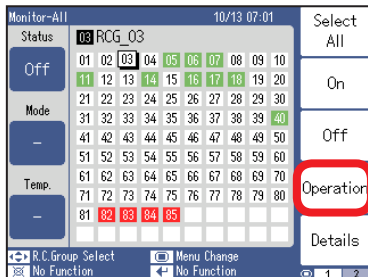 Monitor-All 10/13 07:01
Status
Off
Mode
–
Temp.
–
03 RCG_03
01 02 03 04 05 06 07 08 09 10
11 12 13 14 15 16 17 18 19 20
21 22 23 24 25 26 27 28 29 30
31 32 33 34 35 36 37 38 39 40
41 42 43 44 45 46 47 48 49 50
51 52 53 54 55 56 57 58 59 60
61 62 63 64 65 66 67 68 69 70
71 72 73 74 75 76 77 78 79 80
81 82 83 84 85
Select
All
On
Off
Operation
Details
1 2
R.C.Group Select Menu Change
No Function No Function